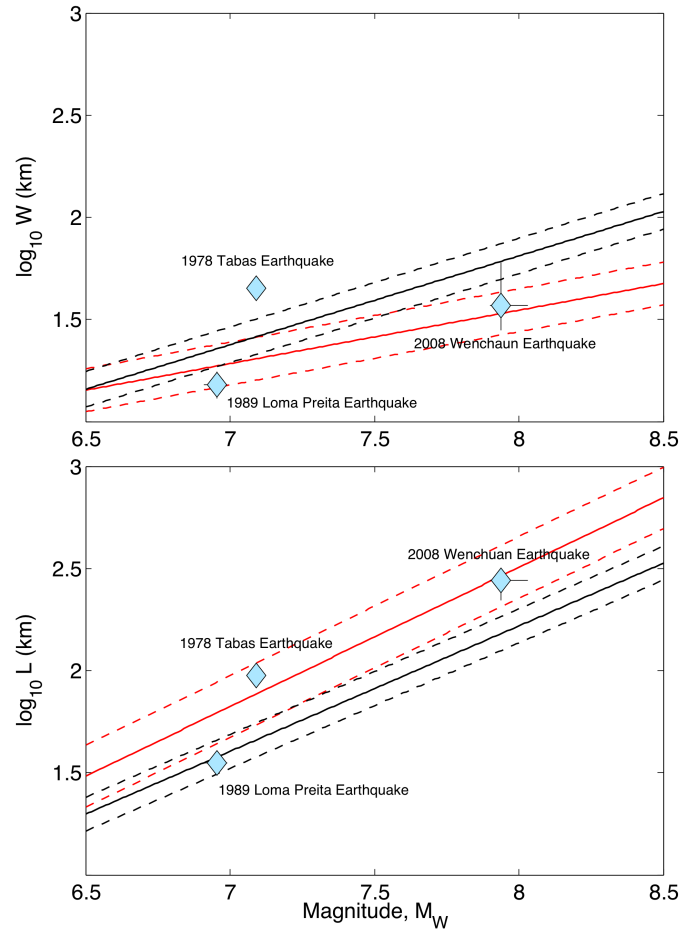 3
2.5
2
1.5
log10 W (km)
1978 Tabas Earthquake
2008 Wenchaun Earthquake
1989 Loma Preita Earthquake
6.5 7 7.5 8 8.5
3
2.5
2
1.5
log10 L (km)
2008 Wenchuan Earthquake
1978 Tabas Earthquake
1989 Loma Preita Earthquake
6.5 7 7.5 8 8.5
Magnitude, MW